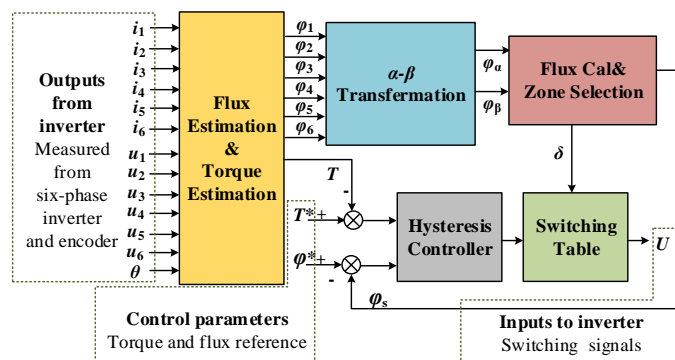 Outputs
from
inverter
Measured
from
six-phase
inverter
and encoder
i1
i2
i3
i4
i5
i6
u1
u2
u3
u4
u5
u6
θ
Flux
Estimation
&
Torque
Estimation
φ1
φ2
φ3
φ4
φ5
φ6
α-β
Transfermation
φα
φβ
Flux Cal&
Zone Selection
δ
T
-
T*+
φ*+
-
Hysteresis
Controller
Switching
Table
U
φs
Control parameters
Torque and flux reference
Inputs to inverter
Switching signals